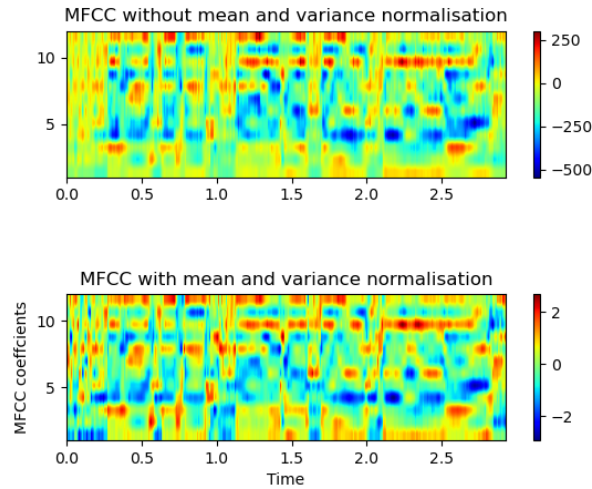 MFCC without mean and variance normalisation
10
5
0.0 0.5 1.0 1.5 2.0 2.5
250
0
−250
−500
MFCC with mean and variance normalisation
MFCC coeffcients
10
5
0.0 0.5 1.0 1.5 2.0 2.5
Time
2
0
−2